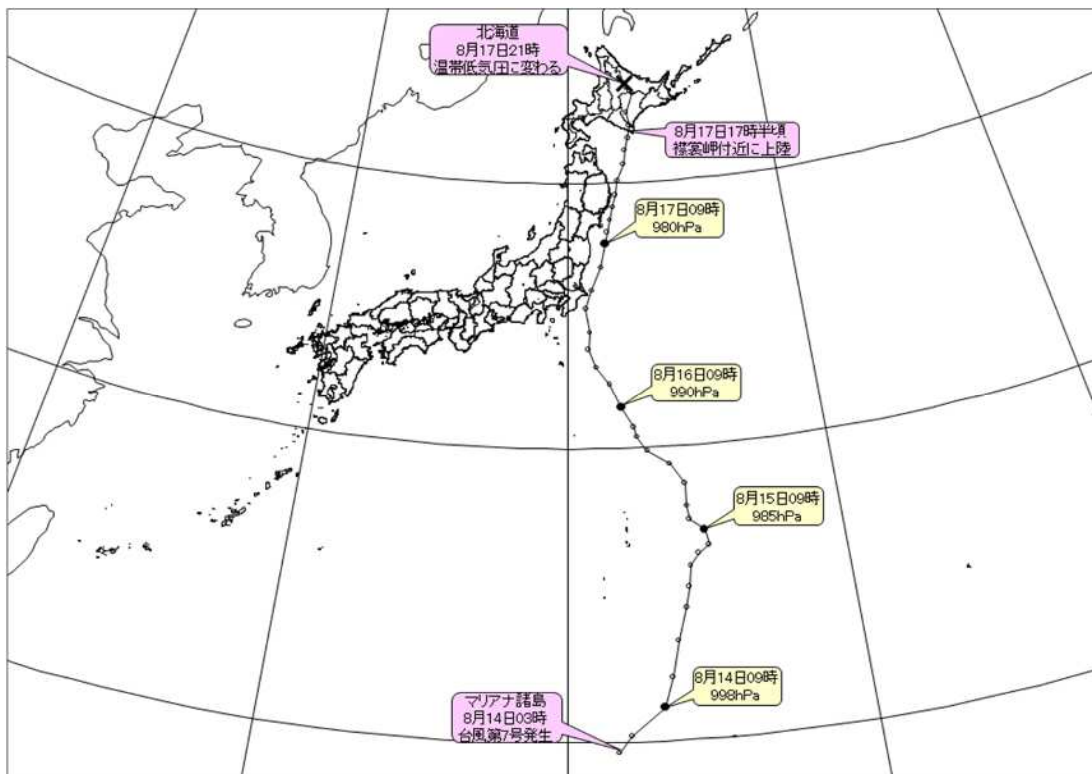 北海道
8月17日21時
温帯低気圧に変わる
8月17日17時半頃
襟裳岬付近に上陸
8月17日09時
980hPa
8月16日09時
990hPa
8月15日09時
985hPa
8月14日09時
998hPa
マリアナ諸島
8月14日03時
台風第7号発生